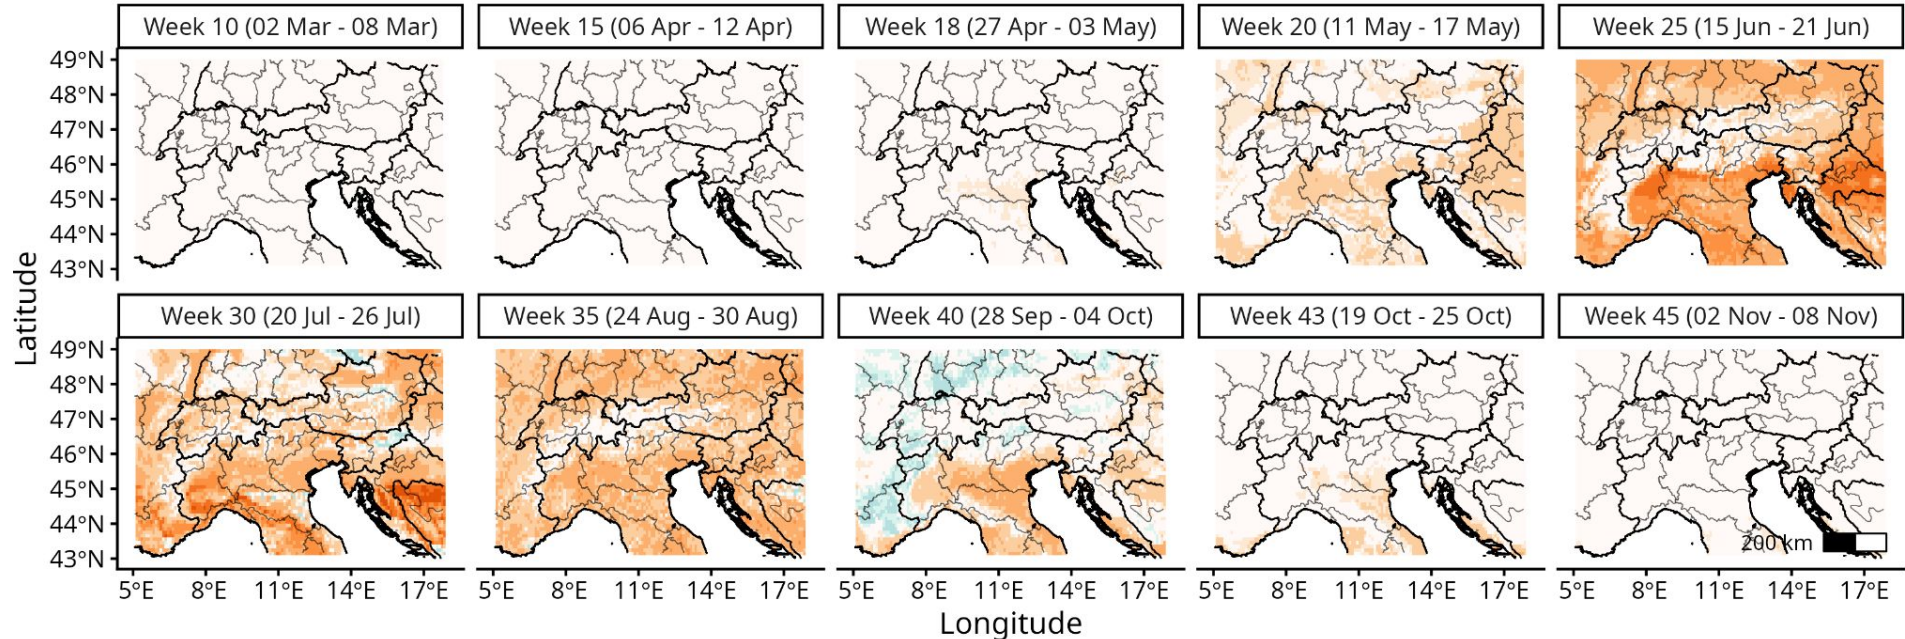 Week 10 (02 Mar - 08 Mar)
Week 15 (06 Apr - 12 Apr)
Week 18 (27 Apr - 03 May)
Week 20 (11 May - 17 May)
Week 25 (15 Jun - 21 Jun)
49°N
48°N
47°N
46°N
45°N
44°N
43°N
Latitude
Week 30 (20 Jul - 26 Jul)
Week 35 (24 Aug - 30 Aug)
Week 40 (28 Sep - 04 Oct)
Week 43 (19 Oct - 25 Oct)
Week 45 (02 Nov - 08 Nov)
49°N
48°N
47°N
46°N
45°N
44°N
43°N
200 km
5°E 8°E 11°E 14°E 17°E
5°E 8°E 11°E 14°E 17°E
5°E 8°E 11°E 14°E 17°E
5°E 8°E 11°E 14°E 17°E
5°E 8°E 11°E 14°E 17°E
Longitude